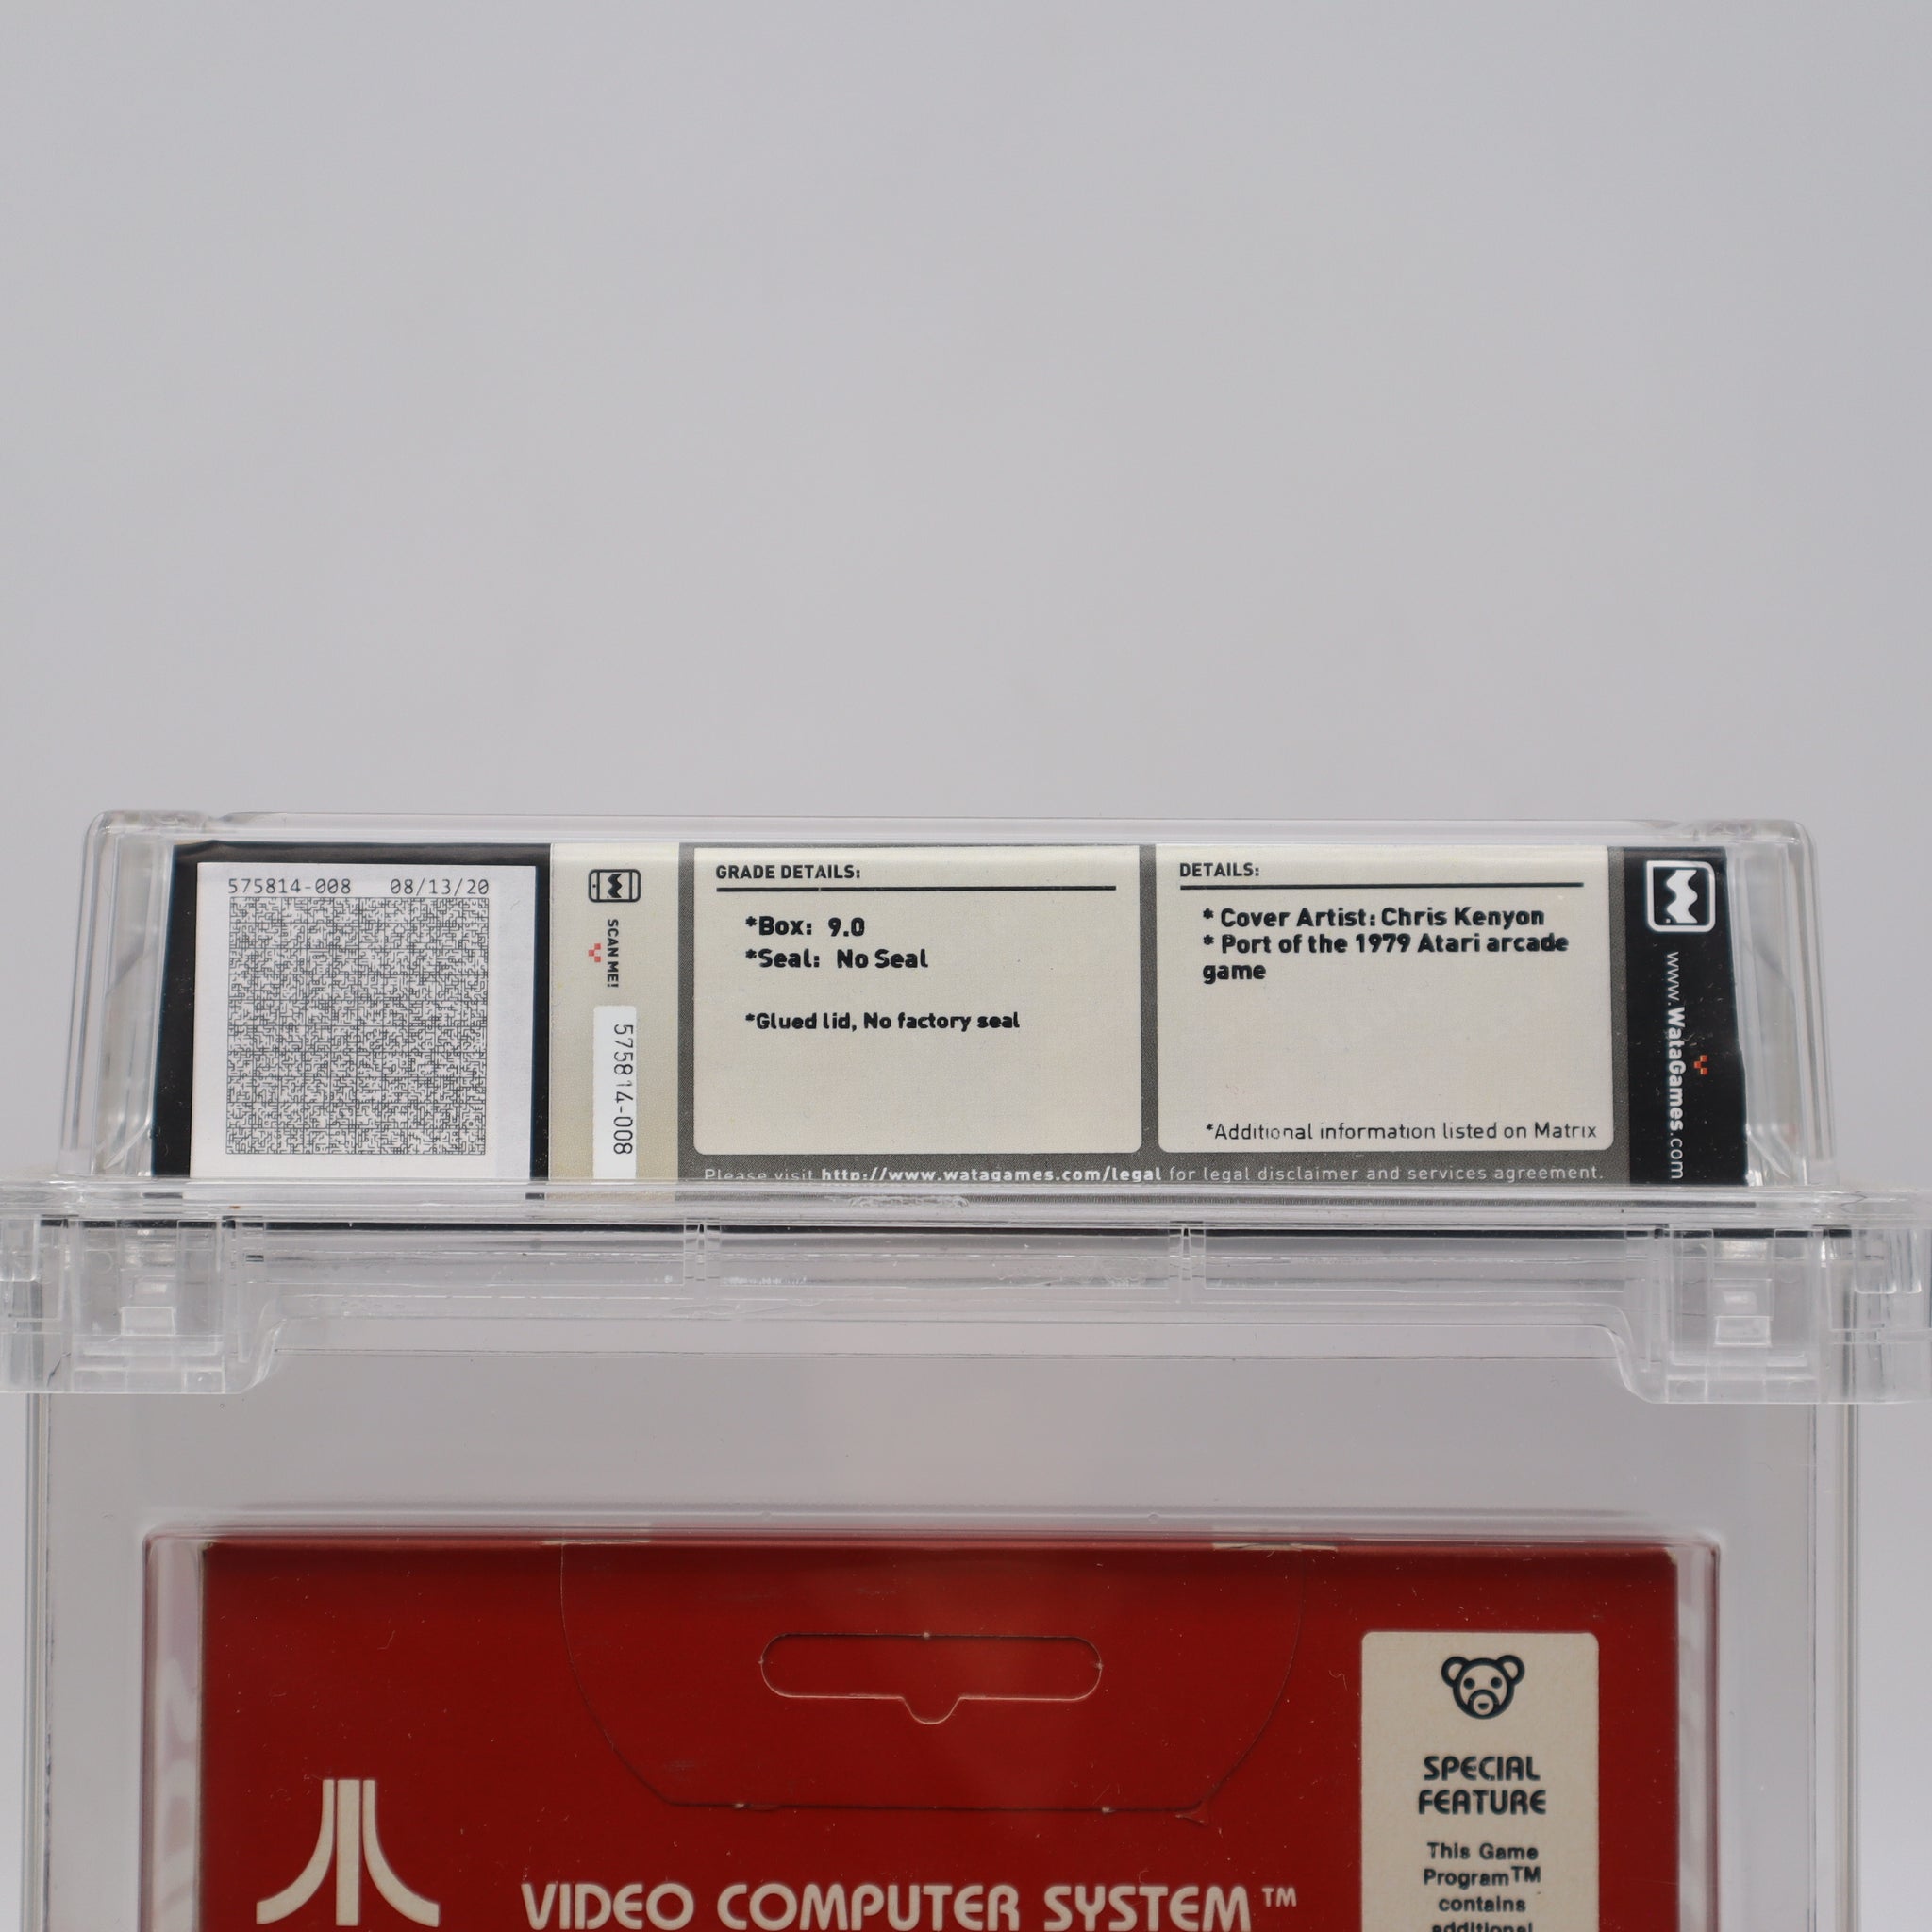 575814-008 08/13/20
SCAN ME!
575814-008
GRADE DETAILS:
*Box: 9.0
*Seal: No Seal
*Glued lid, No factory seal
DETAILS:
* Cover Artist: Chris Kenyon
* Port of the 1979 Atari arcade
game
*Additional information listed on Matrix
Please visit http://www.watagames.com/legal for legal disclaimer and services agreement.
www.WataGames.com
VIDEO COMPUTER SYSTEM™
SPECIAL
FEATURE
This Game
Program™
contains
additional